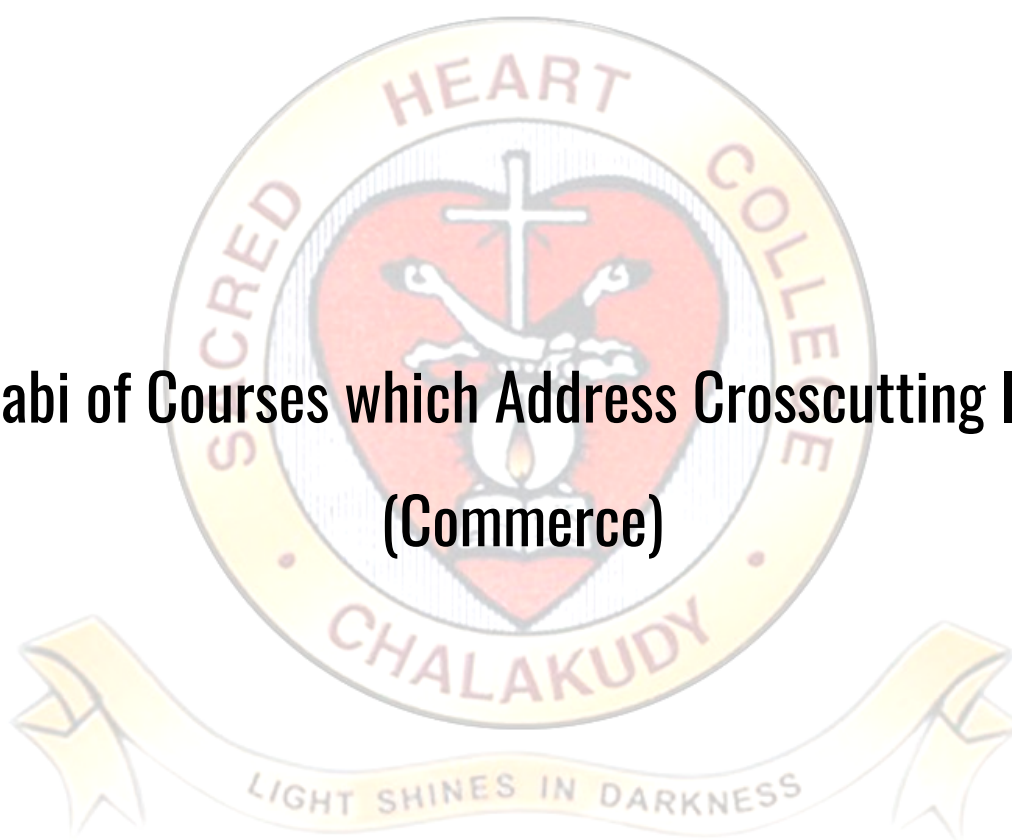 SACRED HEART COLLEGE
abi of Courses which Address Crosscutting I
(Commerce)
CHALAKUDY
LIGHT SHINES IN DARKNESS